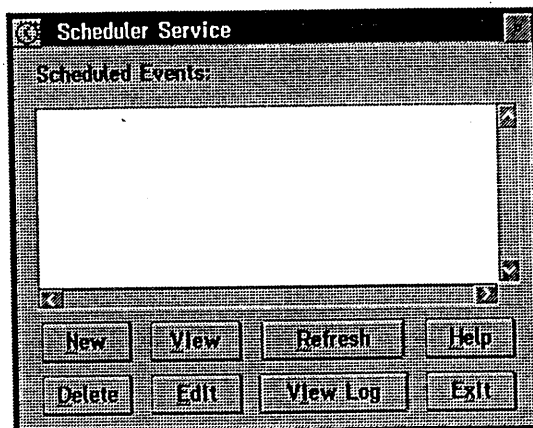 Scheduler Service
Scheduled Events:
New View Refresh Help
Delete Edit View Log Exit